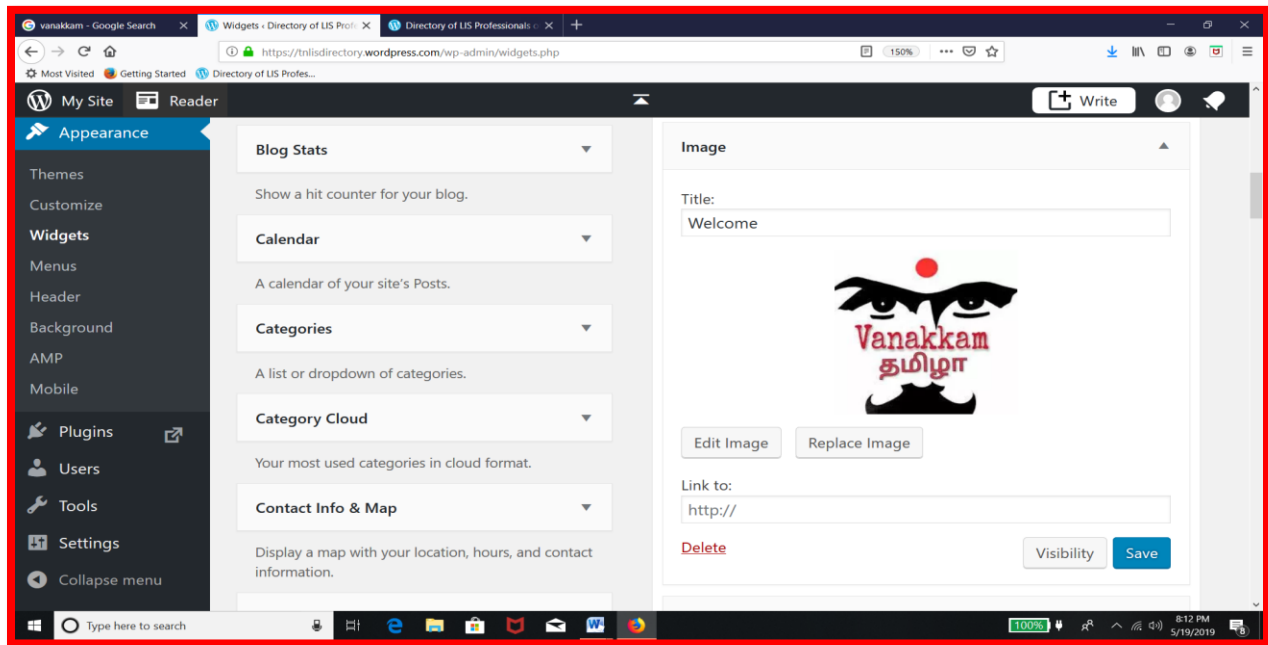 vanakkam - Google Search
Widgets ‹ Directory of LIS Profe
Directory of LIS Professionals o
https://tnlisdirectory.wordpress.com/wp-admin/widgets.php
150%
Most Visited
Getting Started
Directory of LIS Profes...
My Site
Reader
Write
Appearance
Themes
Customize
Widgets
Menus
Header
Background
AMP
Mobile
Plugins
Users
Tools
Settings
Collapse menu
Blog Stats
Show a hit counter for your blog.
Calendar
A calendar of your site's Posts.
Categories
A list or dropdown of categories.
Category Cloud
Your most used categories in cloud format.
Contact Info & Map
Display a map with your location, hours, and contact
information.
Image
Title:
Welcome
Vanakkam
தமிழா
Edit Image
Replace Image
Link to:
http://
Delete
Visibility
Save
Type here to search
100%
8:12 PM
5/19/2019